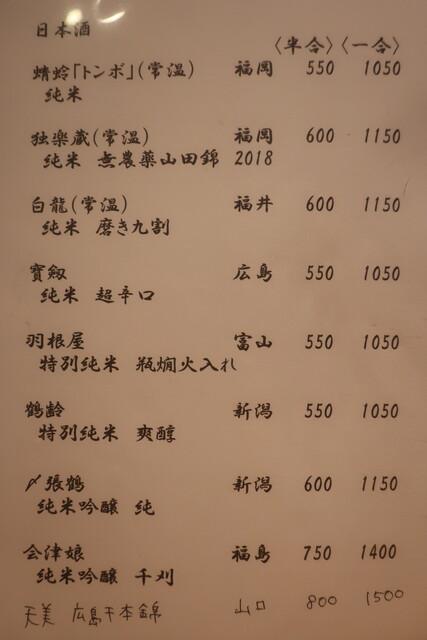 日本酒
〈半合〉〈一合〉
蜻蛉「トンボ」(常温) 福岡 550 1050
純米
独楽蔵(常温) 福岡 600 1150
純米 無農薬山田錦 2018
白龍(常温) 福井 600 1150
純米 磨き九割
寳剱 広島 550 1050
純米 超辛口
羽根屋 富山 550 1050
特別純米 瓶燗火入れ
鶴齢 新潟 550 1050
特別純米 爽醇
〆張鶴 新潟 600 1150
純米吟醸 純
会津娘 福島 750 1400
純米吟醸 千刈
天美 広島千本錦 山口 800 1500